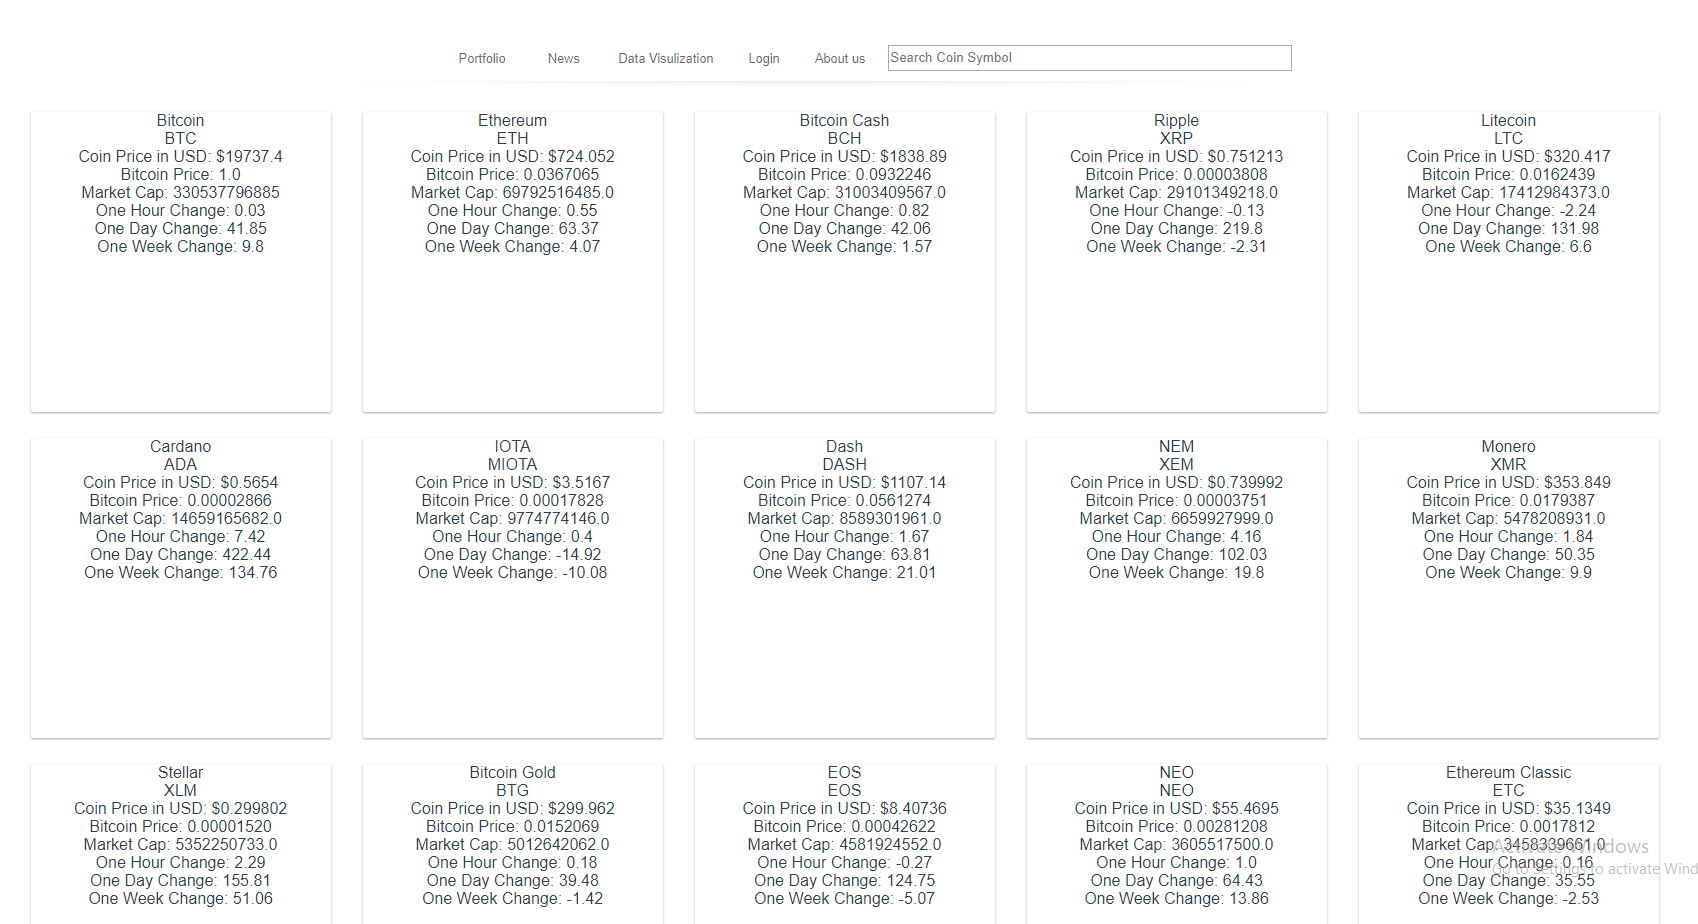 Portfolio News Data Visulization Login About us Search Coin Symbol
Bitcoin
BTC
Coin Price in USD: $19737.4
Bitcoin Price: 1.0
Market Cap: 330537796885
One Hour Change: 0.03
One Day Change: 41.85
One Week Change: 9.8
Ethereum
ETH
Coin Price in USD: $724.052
Bitcoin Price: 0.0367065
Market Cap: 69792516485.0
One Hour Change: 0.55
One Day Change: 63.37
One Week Change: 4.07
Bitcoin Cash
BCH
Coin Price in USD: $1838.89
Bitcoin Price: 0.0932246
Market Cap: 31003409567.0
One Hour Change: 0.82
One Day Change: 42.06
One Week Change: 1.57
Ripple
XRP
Coin Price in USD: $0.751213
Bitcoin Price: 0.00003808
Market Cap: 29101349218.0
One Hour Change: -0.13
One Day Change: 219.8
One Week Change: -2.31
Litecoin
LTC
Coin Price in USD: $320.417
Bitcoin Price: 0.0162439
Market Cap: 17412984373.0
One Hour Change: -2.24
One Day Change: 131.98
One Week Change: 6.6
Cardano
ADA
Coin Price in USD: $0.5654
Bitcoin Price: 0.00002866
Market Cap: 14659165682.0
One Hour Change: 7.42
One Day Change: 422.44
One Week Change: 134.76
IOTA
MIOTA
Coin Price in USD: $3.5167
Bitcoin Price: 0.00017828
Market Cap: 9774774146.0
One Hour Change: 0.4
One Day Change: -14.92
One Week Change: -10.08
Dash
DASH
Coin Price in USD: $1107.14
Bitcoin Price: 0.0561274
Market Cap: 8589301961.0
One Hour Change: 1.67
One Day Change: 63.81
One Week Change: 21.01
NEM
XEM
Coin Price in USD: $0.739992
Bitcoin Price: 0.00003751
Market Cap: 6659927999.0
One Hour Change: 4.16
One Day Change: 102.03
One Week Change: 19.8
Monero
XMR
Coin Price in USD: $353.849
Bitcoin Price: 0.0179387
Market Cap: 5478208931.0
One Hour Change: 1.84
One Day Change: 50.35
One Week Change: 9.9
Stellar
XLM
Coin Price in USD: $0.299802
Bitcoin Price: 0.00001520
Market Cap: 5352250733.0
One Hour Change: 2.29
One Day Change: 155.81
One Week Change: 51.06
Bitcoin Gold
BTG
Coin Price in USD: $299.962
Bitcoin Price: 0.0152069
Market Cap: 5012642062.0
One Hour Change: 0.18
One Day Change: 39.48
One Week Change: -1.42
EOS
EOS
Coin Price in USD: $8.40736
Bitcoin Price: 0.00042622
Market Cap: 4581924552.0
One Hour Change: -0.27
One Day Change: 124.75
One Week Change: -5.07
NEO
NEO
Coin Price in USD: $55.4695
Bitcoin Price: 0.00281208
Market Cap: 3605517500.0
One Hour Change: 1.0
One Day Change: 64.43
One Week Change: 13.86
Ethereum Classic
ETC
Coin Price in USD: $35.1349
Bitcoin Price: 0.0017812
Market Cap: 3458339661.0
One Hour Change: 0.16
One Day Change: 35.55
One Week Change: -2.53
Activate Windows
Go to Settings to activate Wind